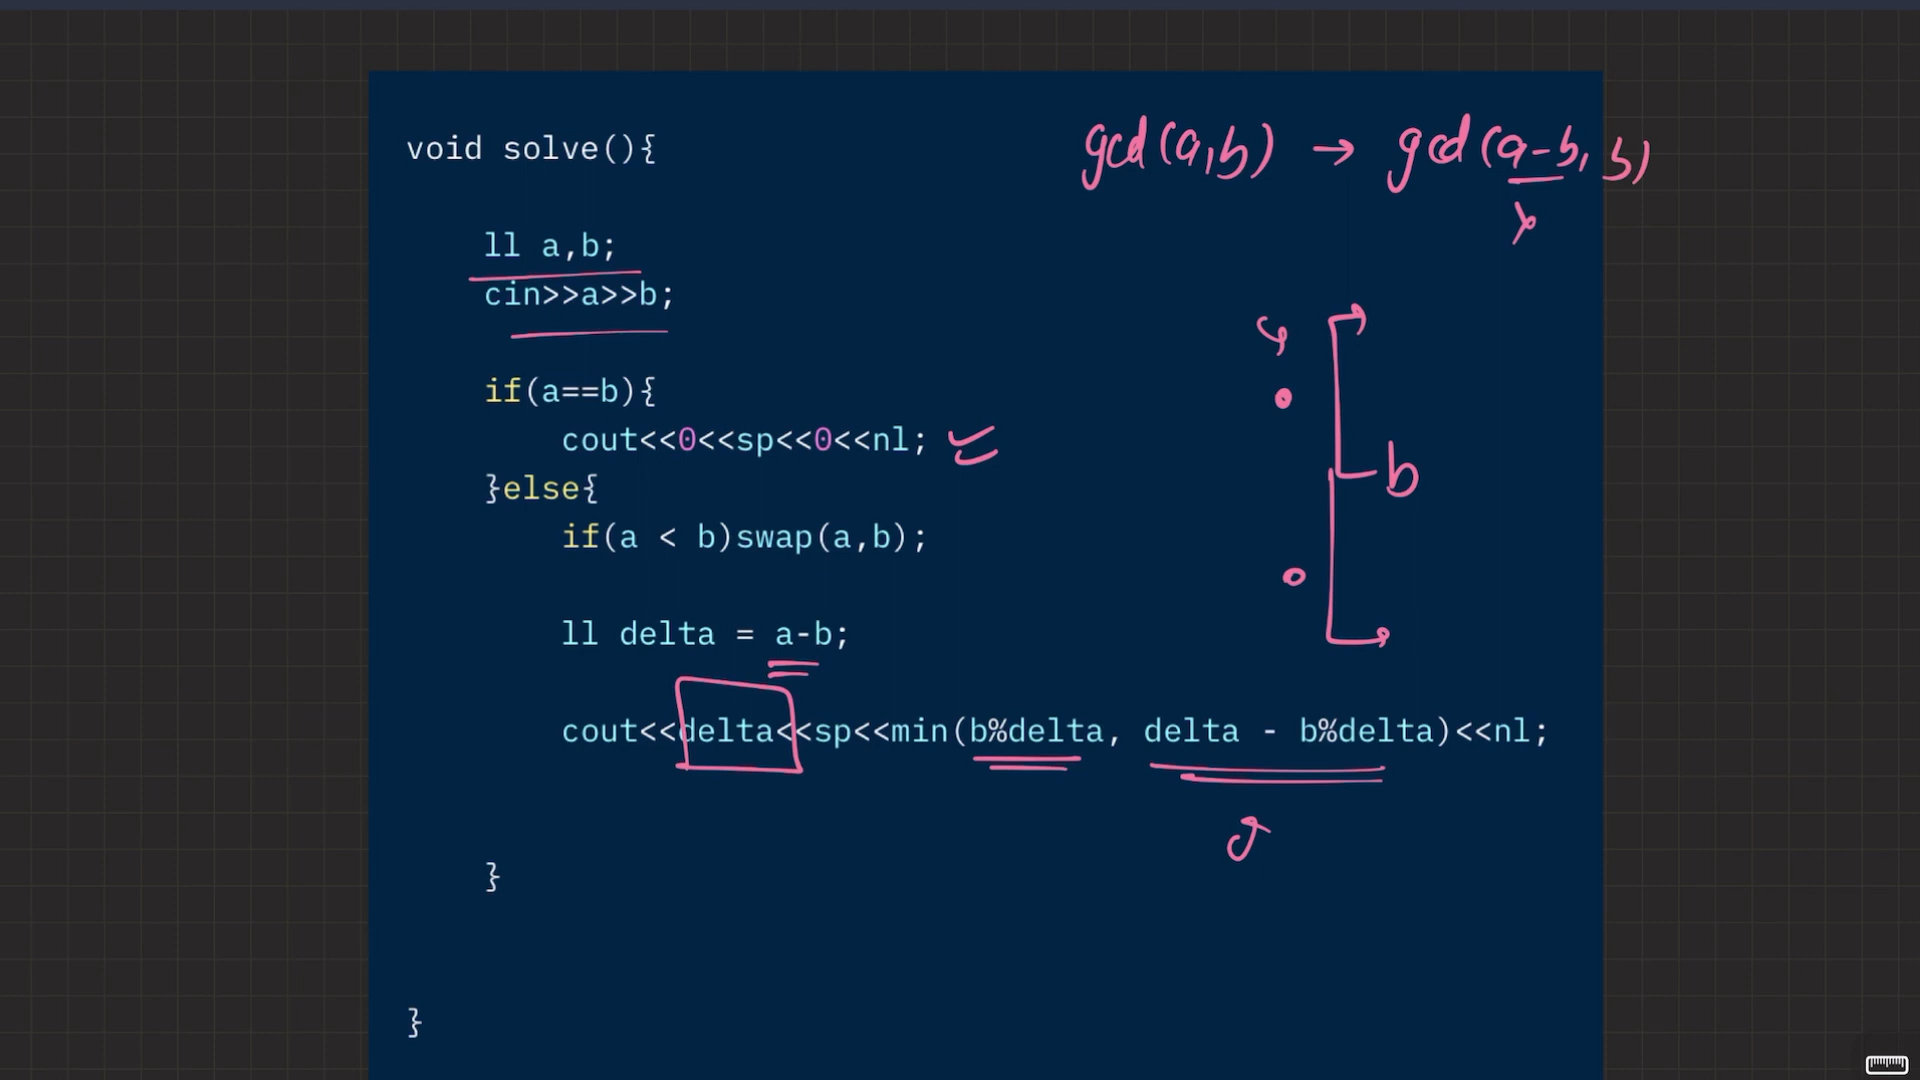 void solve(){
gcd(a,b) → gcd(a-b, b)
x
ll a,b;
cin>>a>>b;
if(a==b){
cout<<0<<sp<<0<<nl;
}else{
b
if(a < b)swap(a,b);
ll delta = a-b;
cout<<delta<<sp<<min(b%delta, delta - b%delta)<<nl;
}
}